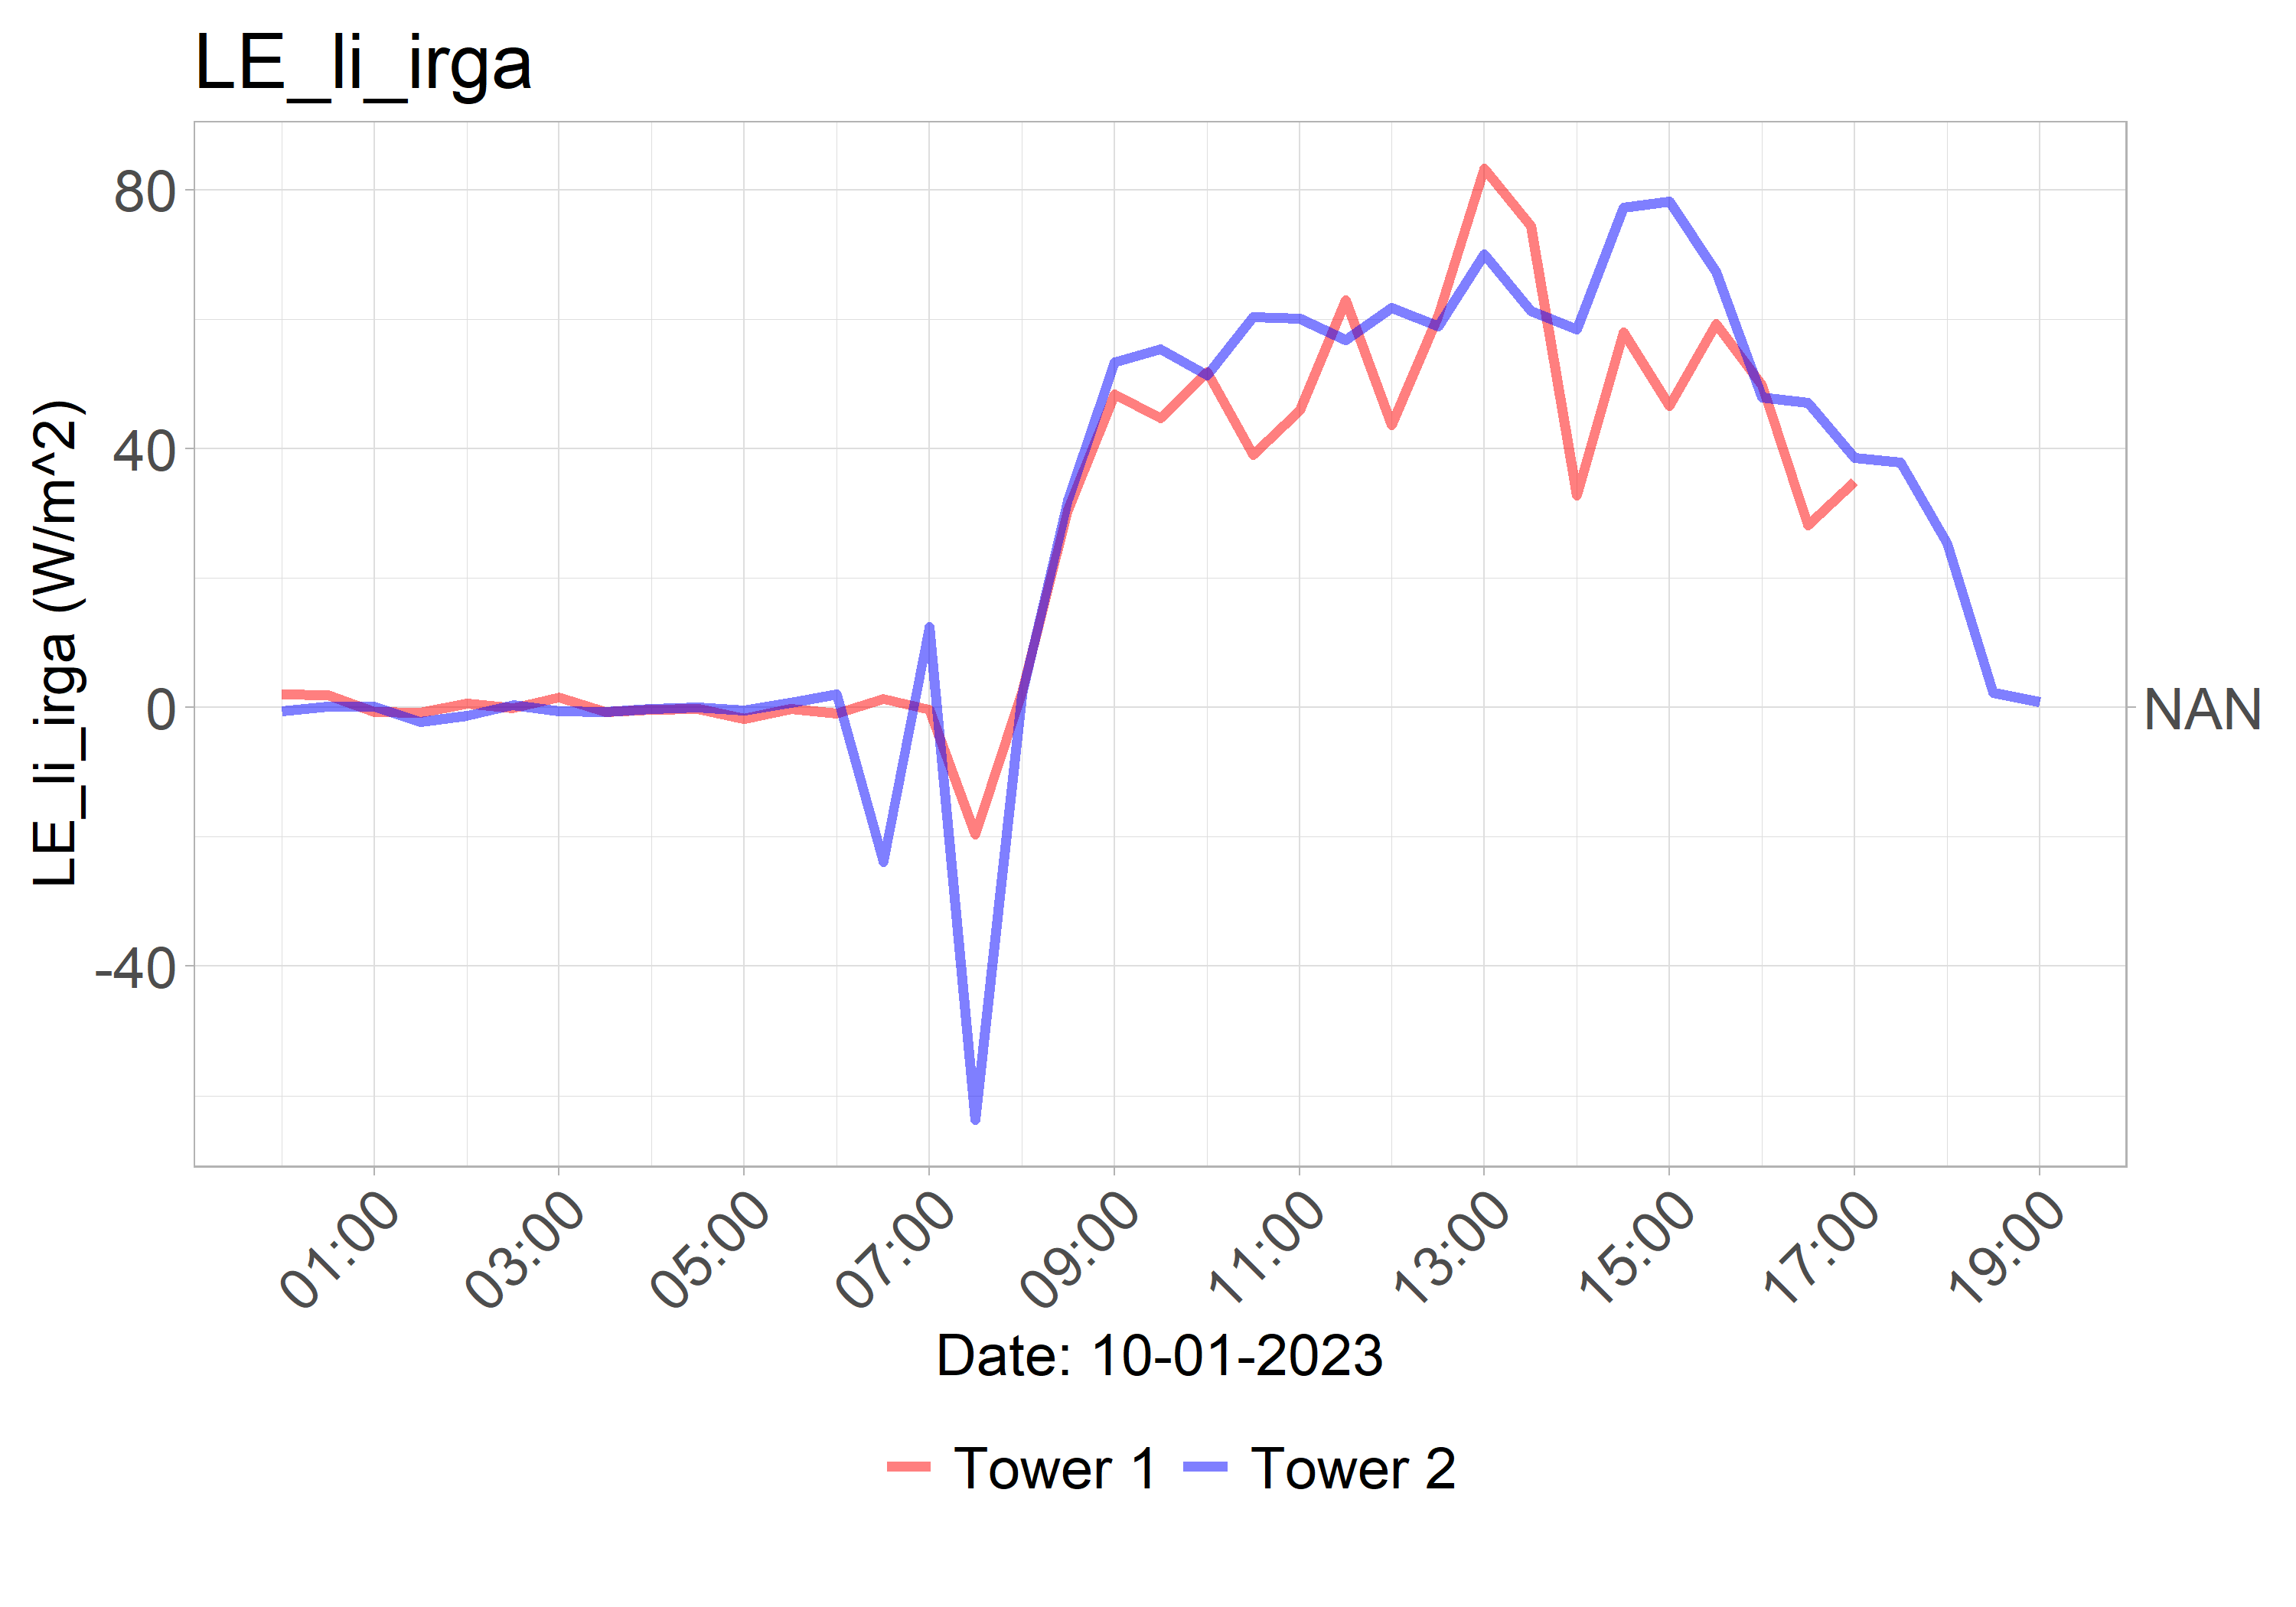 LE_li_irga
LE_li_irga (W/m^2)
80
40
0
-40
NAN
01:00 03:00 05:00 07:00 09:00 11:00 13:00 15:00 17:00 19:00
Date: 10-01-2023
Tower 1 Tower 2